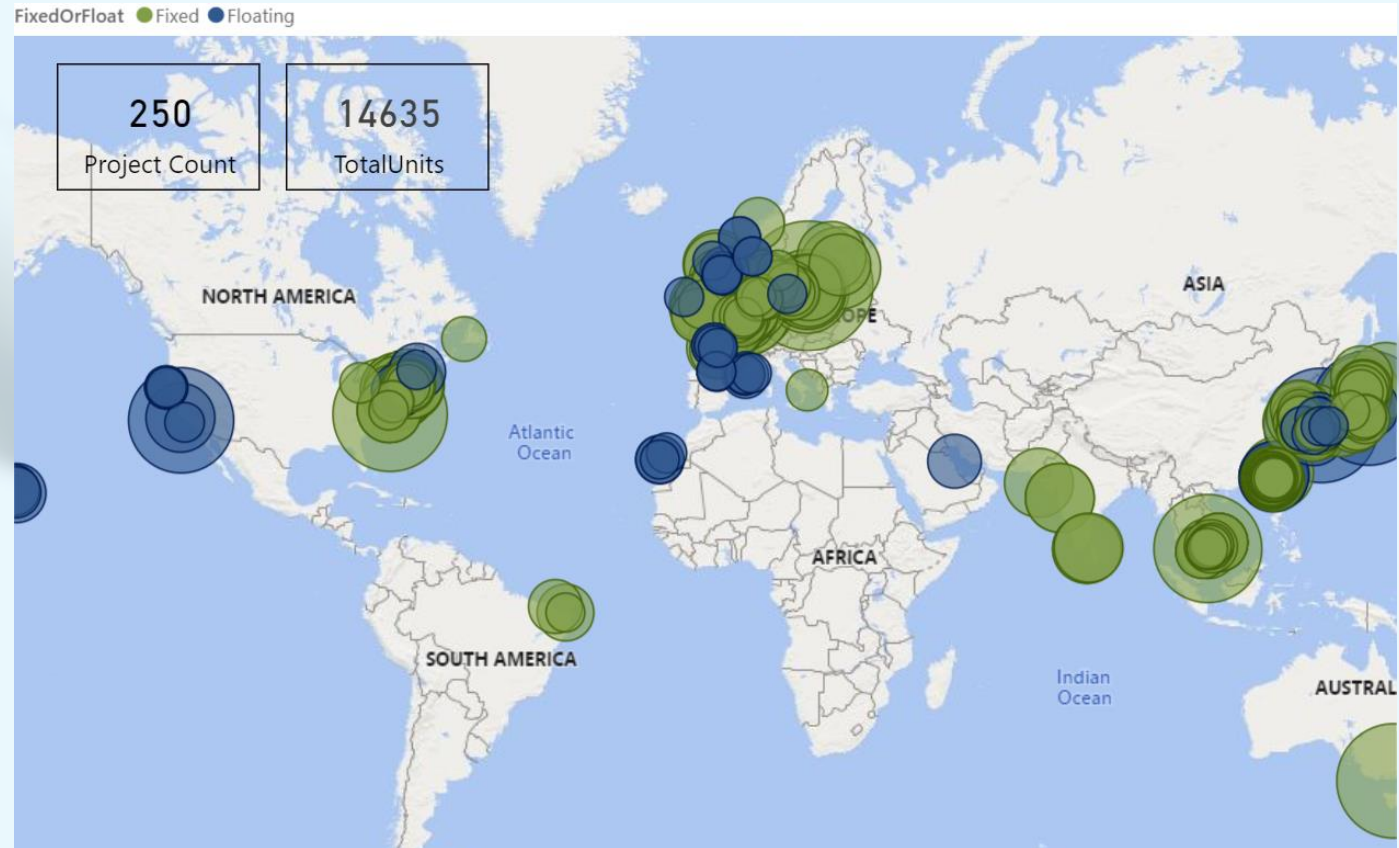 FixedOrFloat Fixed Floating
250
Project Count
14635
TotalUnits
NORTH AMERICA
ASIA
OPE
Atlantic
Ocean
AFRICA
SOUTH AMERICA
Indian
Ocean
AUSTRAL